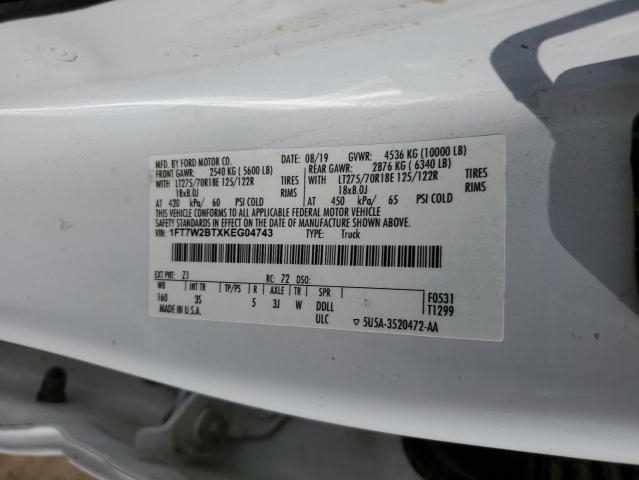 MFD. BY FORD MOTOR CO.
DATE: 08/19 GVWR: 4536 KG (10000 LB)
FRONT GAWR: 2540 KG ( 5600 LB)
REAR GAWR: 2876 KG ( 6340 LB)
WITH LT275/70R18E 125/122R TIRES
WITH LT275/70R18E 125/122R TIRES
18x8.0J RIMS
18x8.0J RIMS
AT 420 kPa/ 60 PSI COLD
AT 450 kPa/ 65 PSI COLD
THIS VEHICLE CONFORMS TO ALL APPLICABLE FEDERAL MOTOR VEHICLE
SAFETY STANDARDS IN EFFECT ON THE DATE OF MANUFACTURE SHOWN ABOVE.
VIN: 1FT7W2BTXKEG04743 TYPE: Truck
EXT PNT: Z1 RC: 72 DSO:
WB TP/PS R AXLE TR SPR
160 3S 5 3J W DDLL
F0531
T1299
MADE IN U.S.A. ULC
▽ 5U5A-3520472-AA